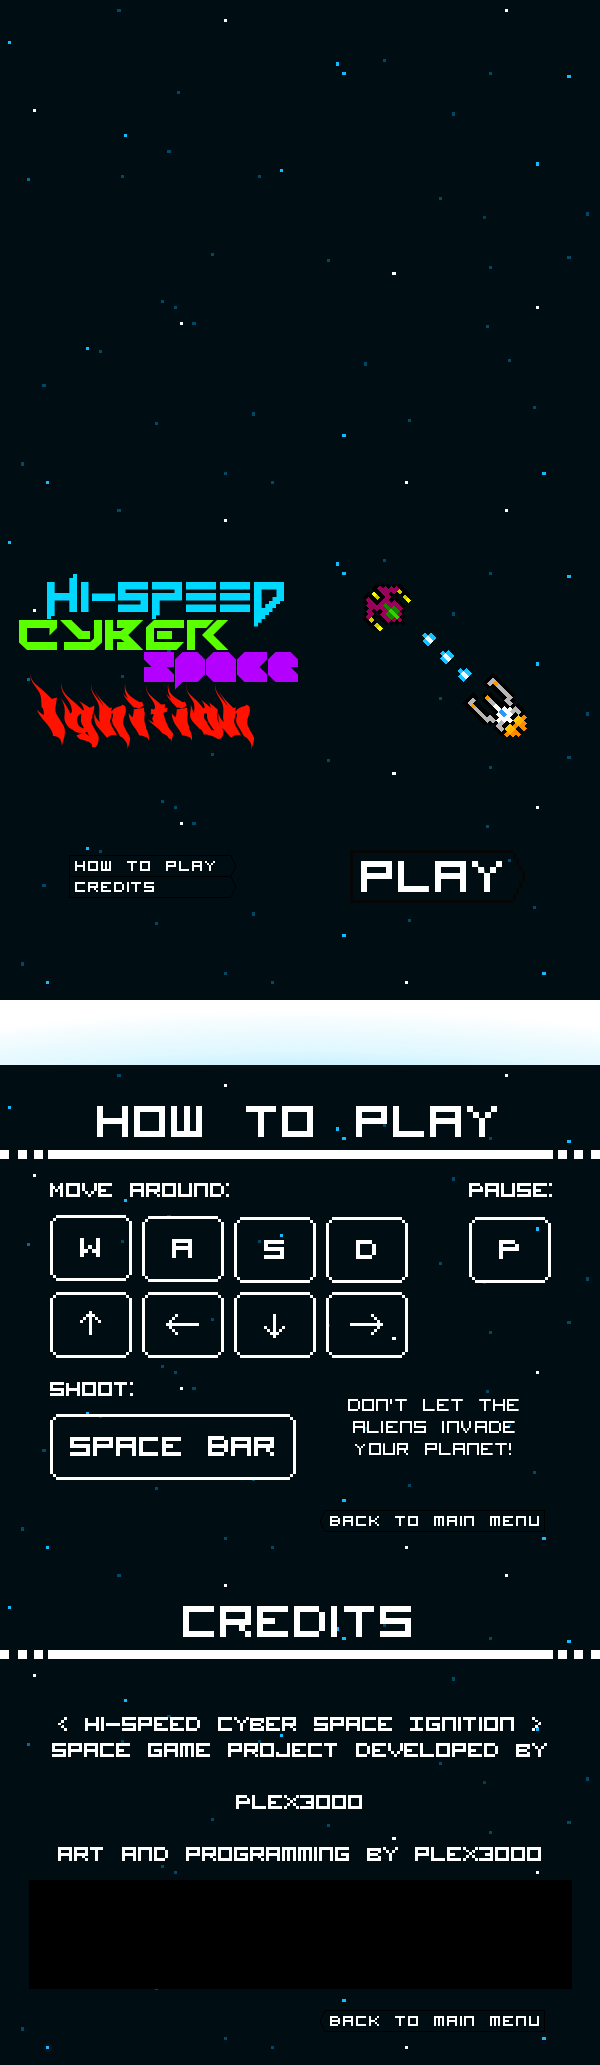 HI-SPEED
CYBER
SPACE
Ignition
HOW TO PLAY
CREDITS
PLAY
HOW TO PLAY
MOVE AROUND:
PAUSE:
W A S D P
↑ ← ↓ →
SHOOT:
SPACE BAR
DON'T LET THE
ALIENS INVADE
YOUR PLANET!
BACK TO MAIN MENU
CREDITS
< HI-SPEED CYBER SPACE IGNITION >
SPACE GAME PROJECT DEVELOPED BY
PLEX3000
ART AND PROGRAMMING BY PLEX3000
BACK TO MAIN MENU